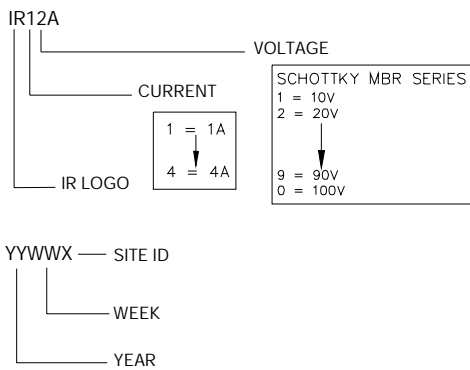 IR12A
VOLTAGE
CURRENT
IR LOGO
1 = 1A
4 = 4A
SCHOTTKY MBR SERIES
1 = 10V
2 = 20V
9 = 90V
0 = 100V
YYWWX
SITE ID
WEEK
YEAR